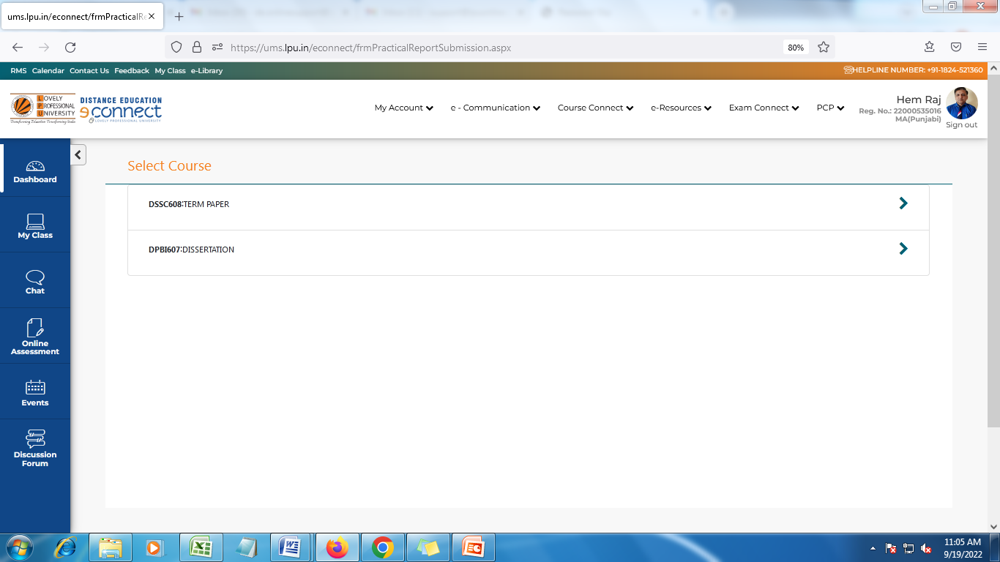 ums.lpu.in/econnect/frmPracticalRe
https://ums.lpu.in/econnect/frmPracticalReportSubmission.aspx
80%
RMS Calendar Contact Us Feedback My Class e-Library
HELPLINE NUMBER: +91-1824-521360
LOVELY
PROFESSIONAL
UNIVERSITY
Transforming Education Transforming India
DISTANCE EDUCATION
e connect
LOVELY PROFESSIONAL UNIVERSITY
My Account
e - Communication
Course Connect
e-Resources
Exam Connect
PCP
Hem Raj
Reg. No.: 22000535016
MA(Punjabi)
Sign out
Dashboard
My Class
Chat
Online
Assessment
Events
Discussion
Forum
Select Course
DSSC608:TERM PAPER
DPBI607:DISSERTATION
11:05 AM
9/19/2022